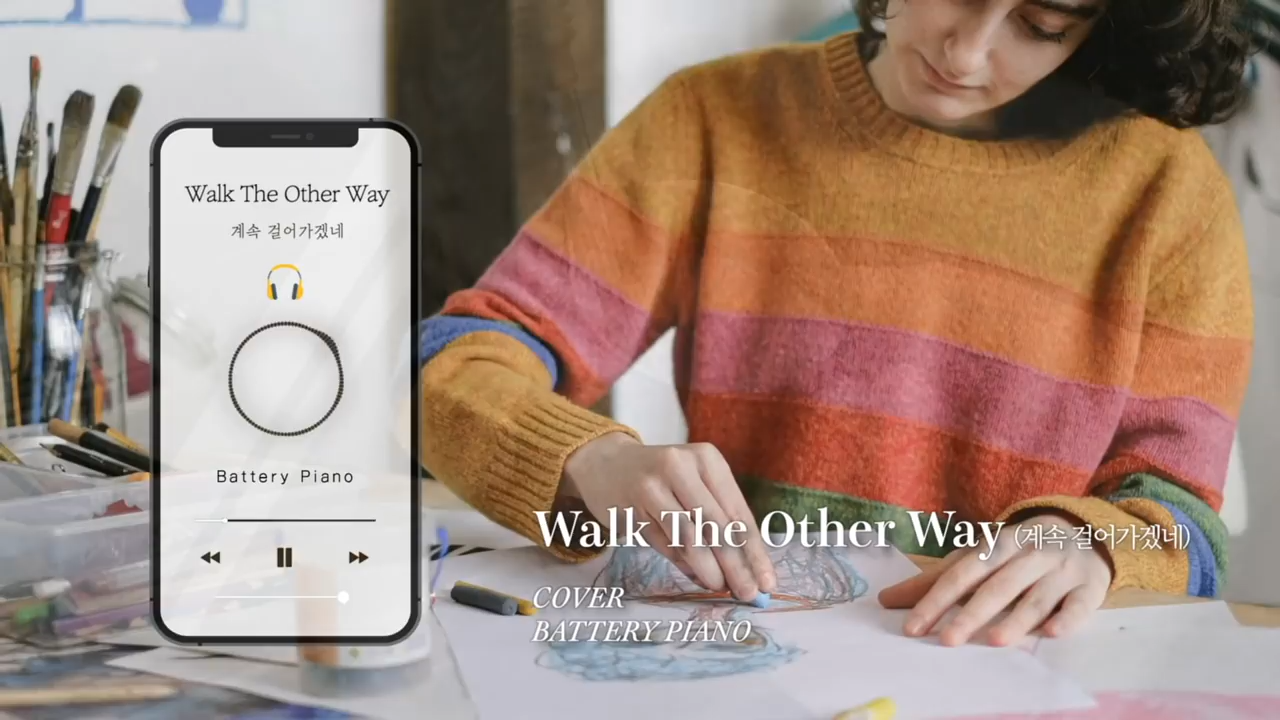 Walk The Other Way
계속 걸어가겠네
Battery Piano
Walk The Other Way (계속 걸어가겠네)
COVER
BATTERY PIANO